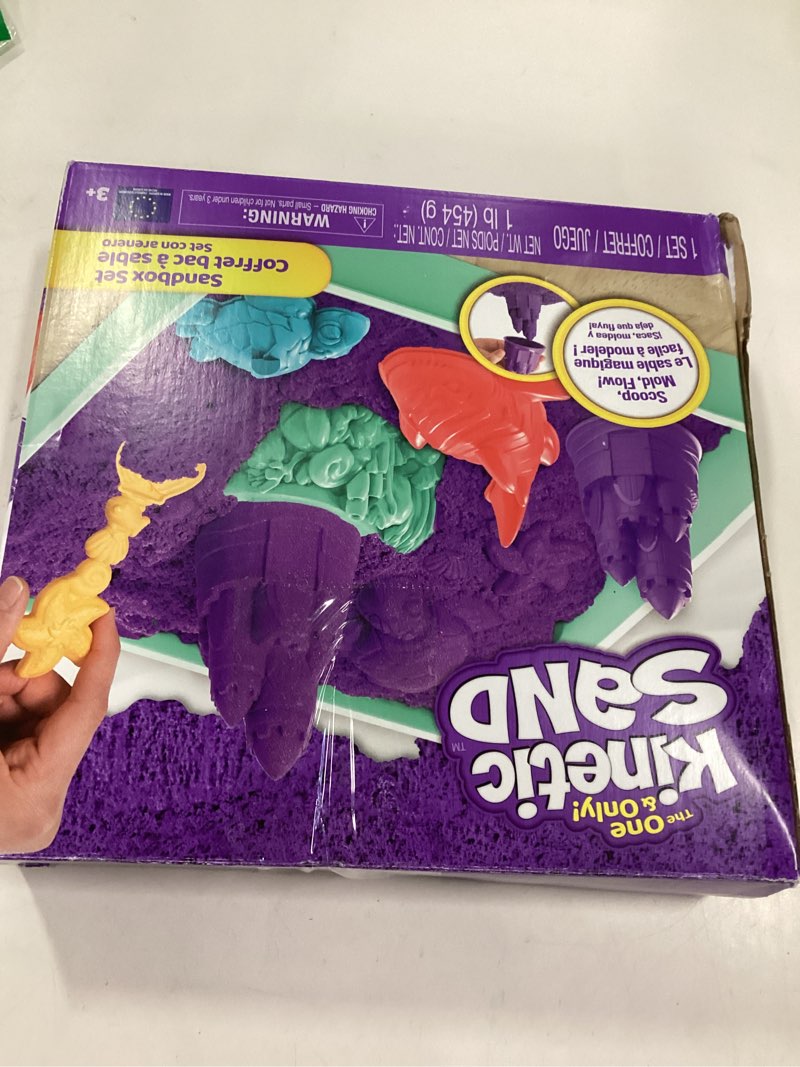 The One
& Only!
Kinetic
Sand™
Scoop,
Mold, Flow!
Le sable magique
facile à modeler !
¡Saca, moldea y
deja que fluya!
Sandbox Set
Coffret bac à sable
Set con arenero
1 SET / COFFRET / JUEGO
NET WT. / POIDS NET / CONT. NET:
1 lb (454 g)
WARNING:
CHOKING HAZARD – Small parts. Not for children under 3 years.
3+